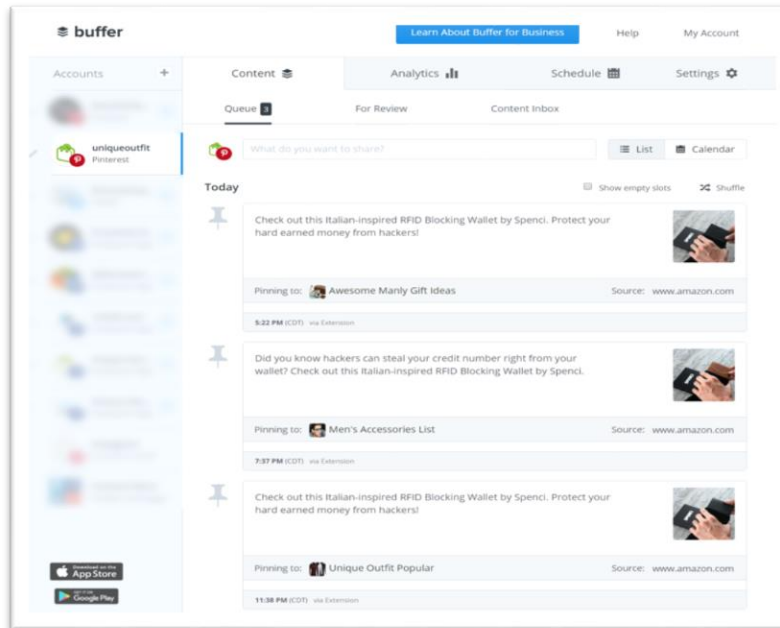 buffer
Learn About Buffer for Business
Help
My Account
Accounts +
Content
Analytics
Schedule
Settings
Queue 3
For Review
Content Inbox
uniqueoutfit
Pinterest
What do you want to share?
List
Calendar
Today
Show empty slots
Shuffle
Check out this Italian-inspired RFID Blocking Wallet by Spenci. Protect your
hard earned money from hackers!
Pinning to: Awesome Manly Gift Ideas
Source: www.amazon.com
5:22 PM (CDT) via Extension
Did you know hackers can steal your credit number right from your
wallet? Check out this Italian-inspired RFID Blocking Wallet by Spenci.
Pinning to: Men's Accessories List
Source: www.amazon.com
7:37 PM (CDT) via Extension
Check out this Italian-inspired RFID Blocking Wallet by Spenci. Protect your
hard earned money from hackers!
Pinning to: Unique Outfit Popular
Source: www.amazon.com
11:38 PM (CDT) via Extension
Download on the
App Store
GET IT ON
Google Play